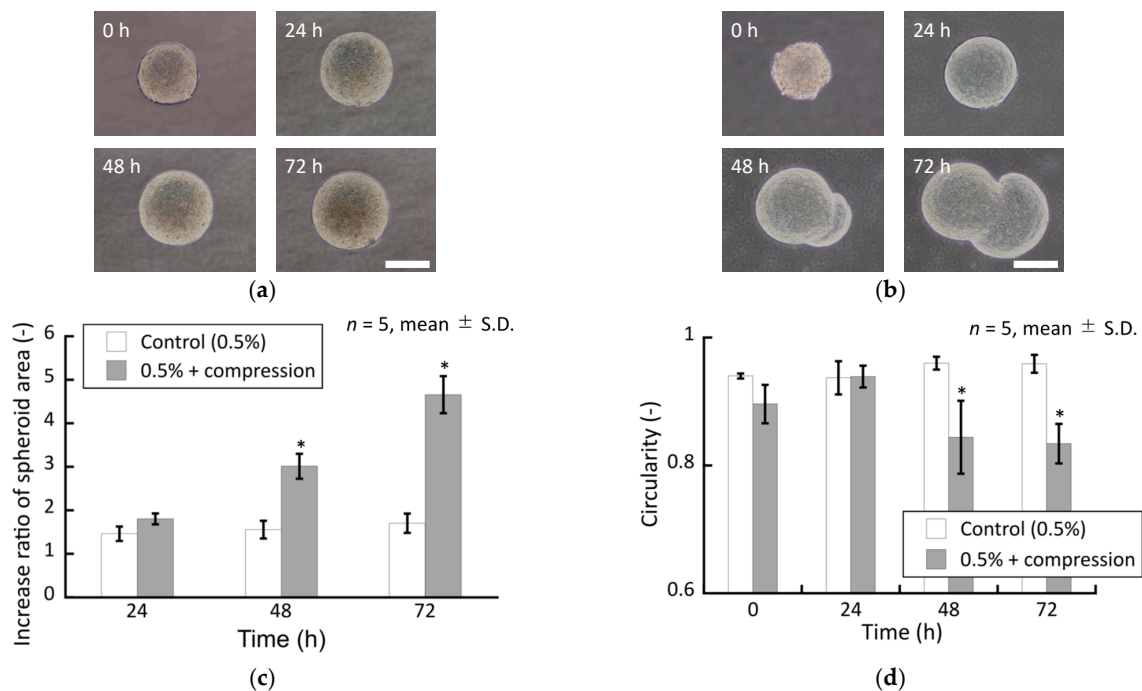 0 h
24 h
48 h
72 h
(a)
0 h
24 h
48 h
72 h
(b)
Increase ratio of spheroid area (-)
n = 5, mean ± S.D.
Control (0.5%)
0.5% + compression
6
5
4
3
2
1
0
*
*
24
48
72
Time (h)
(c)
Circularity (-)
n = 5, mean ± S.D.
1
0.8
0.6
*
*
Control (0.5%)
0.5% + compression
0
24
48
72
Time (h)
(d)